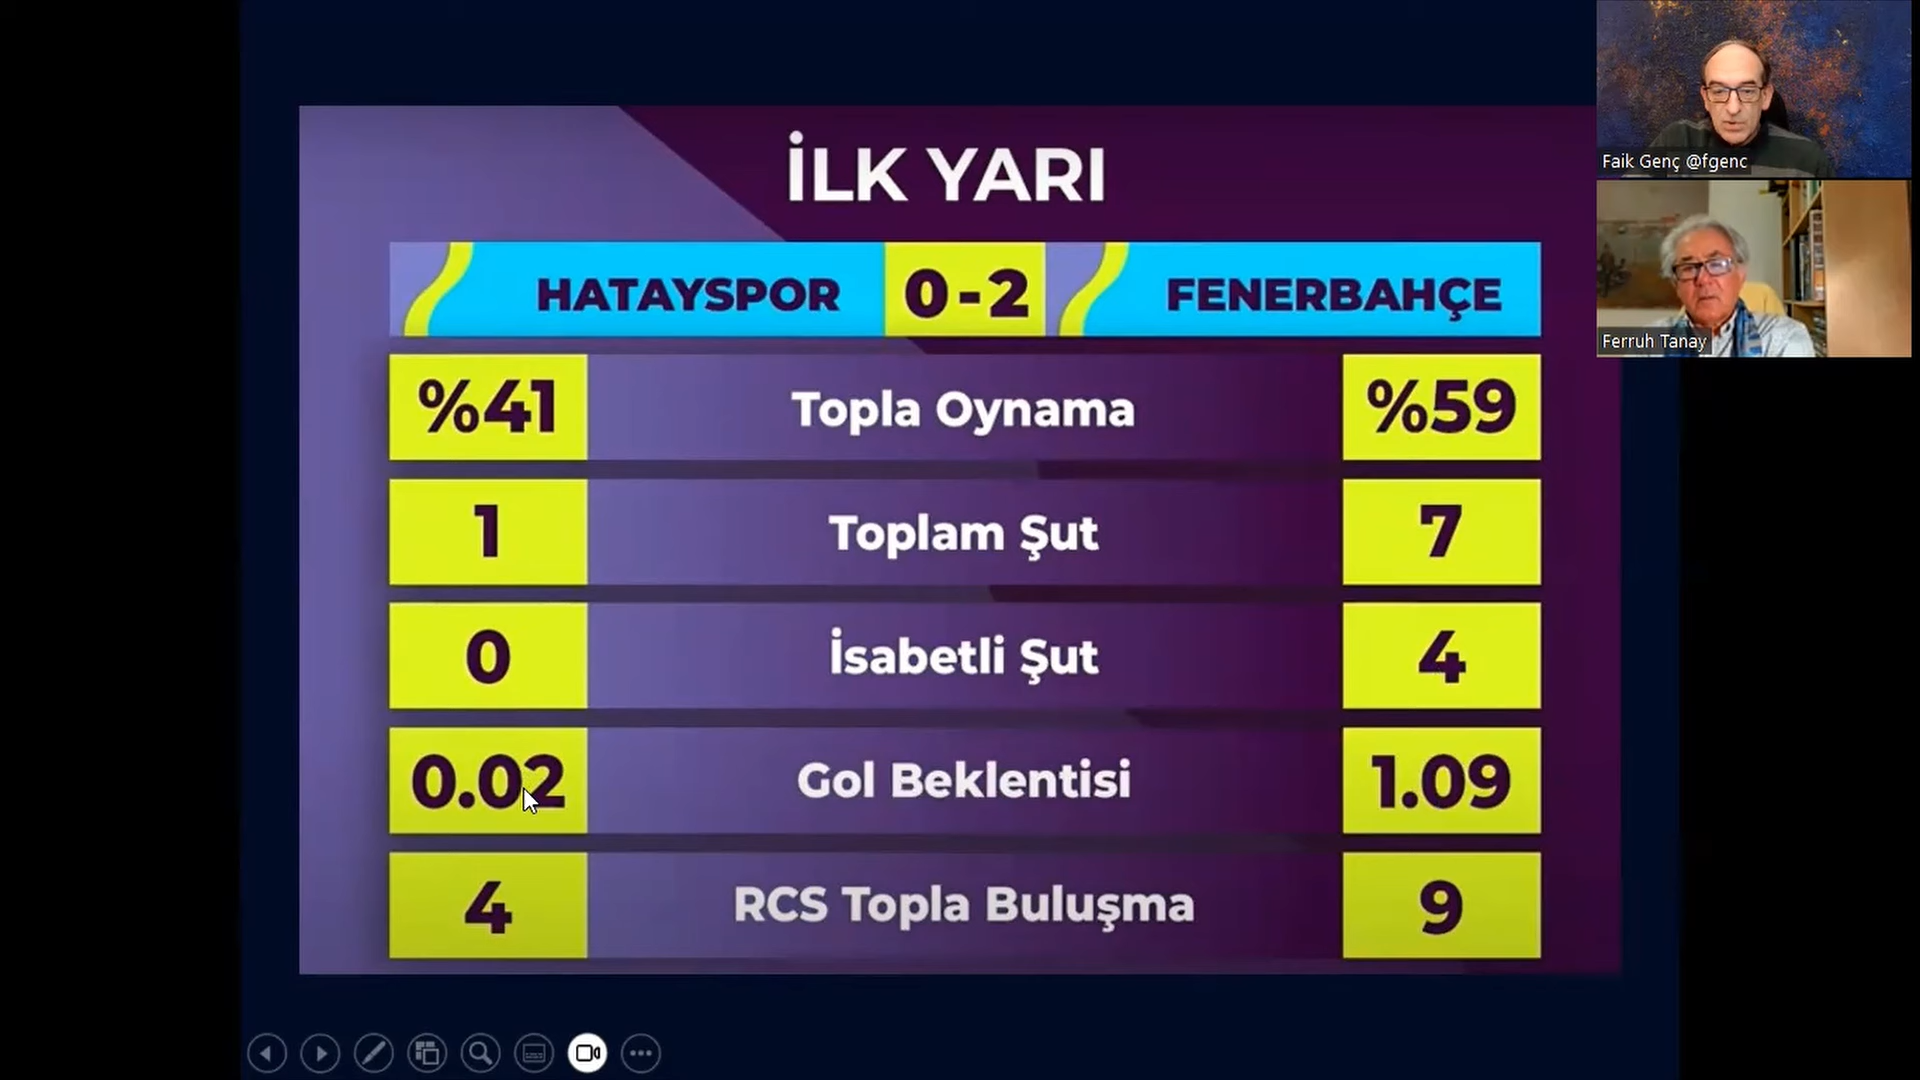 İLK YARI
HATAYSPOR 0-2 FENERBAHÇE
%41 Topla Oynama %59
1 Toplam Şut 7
0 İsabetli Şut 4
0.02 Gol Beklentisi 1.09
4 RCS Topla Buluşma 9
Faik Genç @fgenc
Ferruh Tanay